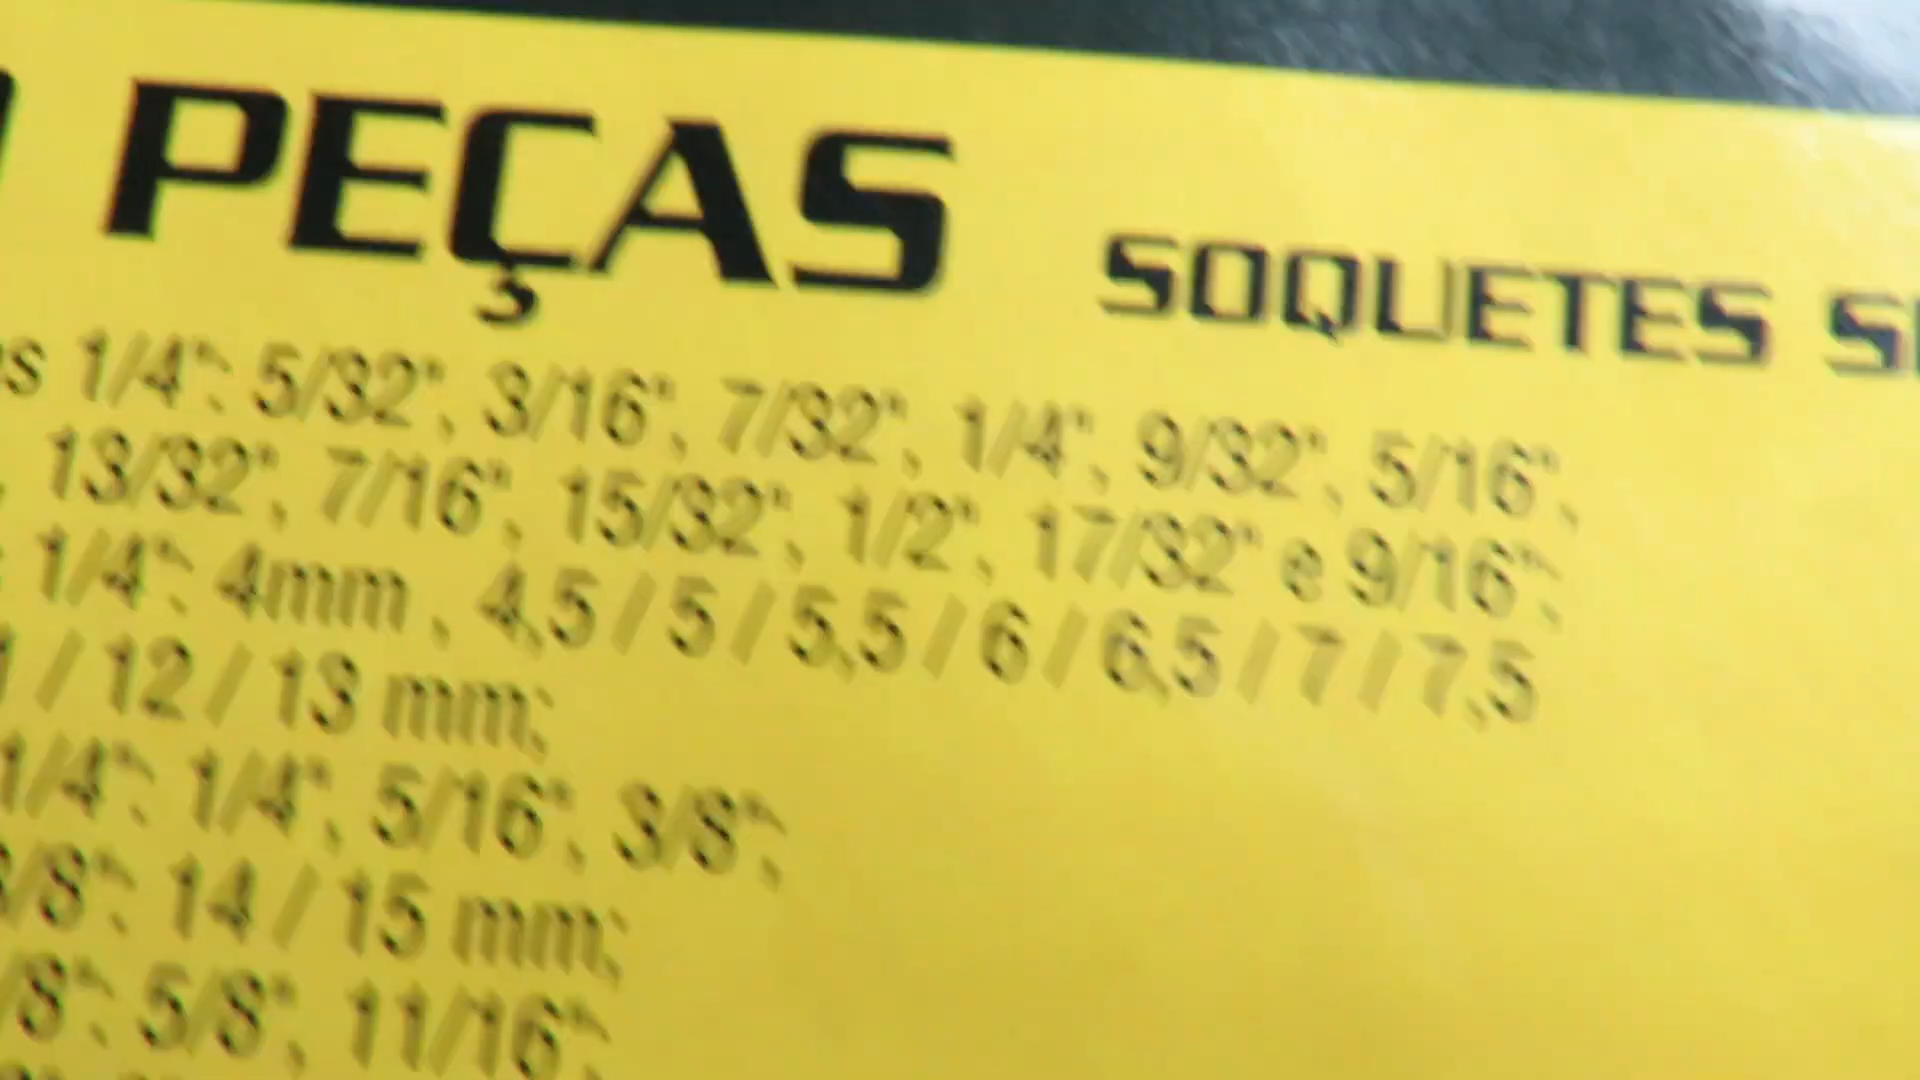 PEÇAS SOQUETES
1/4": 5/32", 3/16", 7/32", 1/4", 9/32", 5/16",
13/32", 7/16", 15/32", 1/2", 17/32" e 9/16";
1/4": 4mm , 4,5 / 5 / 5,5 / 6 / 6,5 / 7 / 7,5
/ 12 / 13 mm;
1/4": 1/4", 5/16", 3/8";
/8": 14 / 15 mm;
/8": 5/8", 11/16";